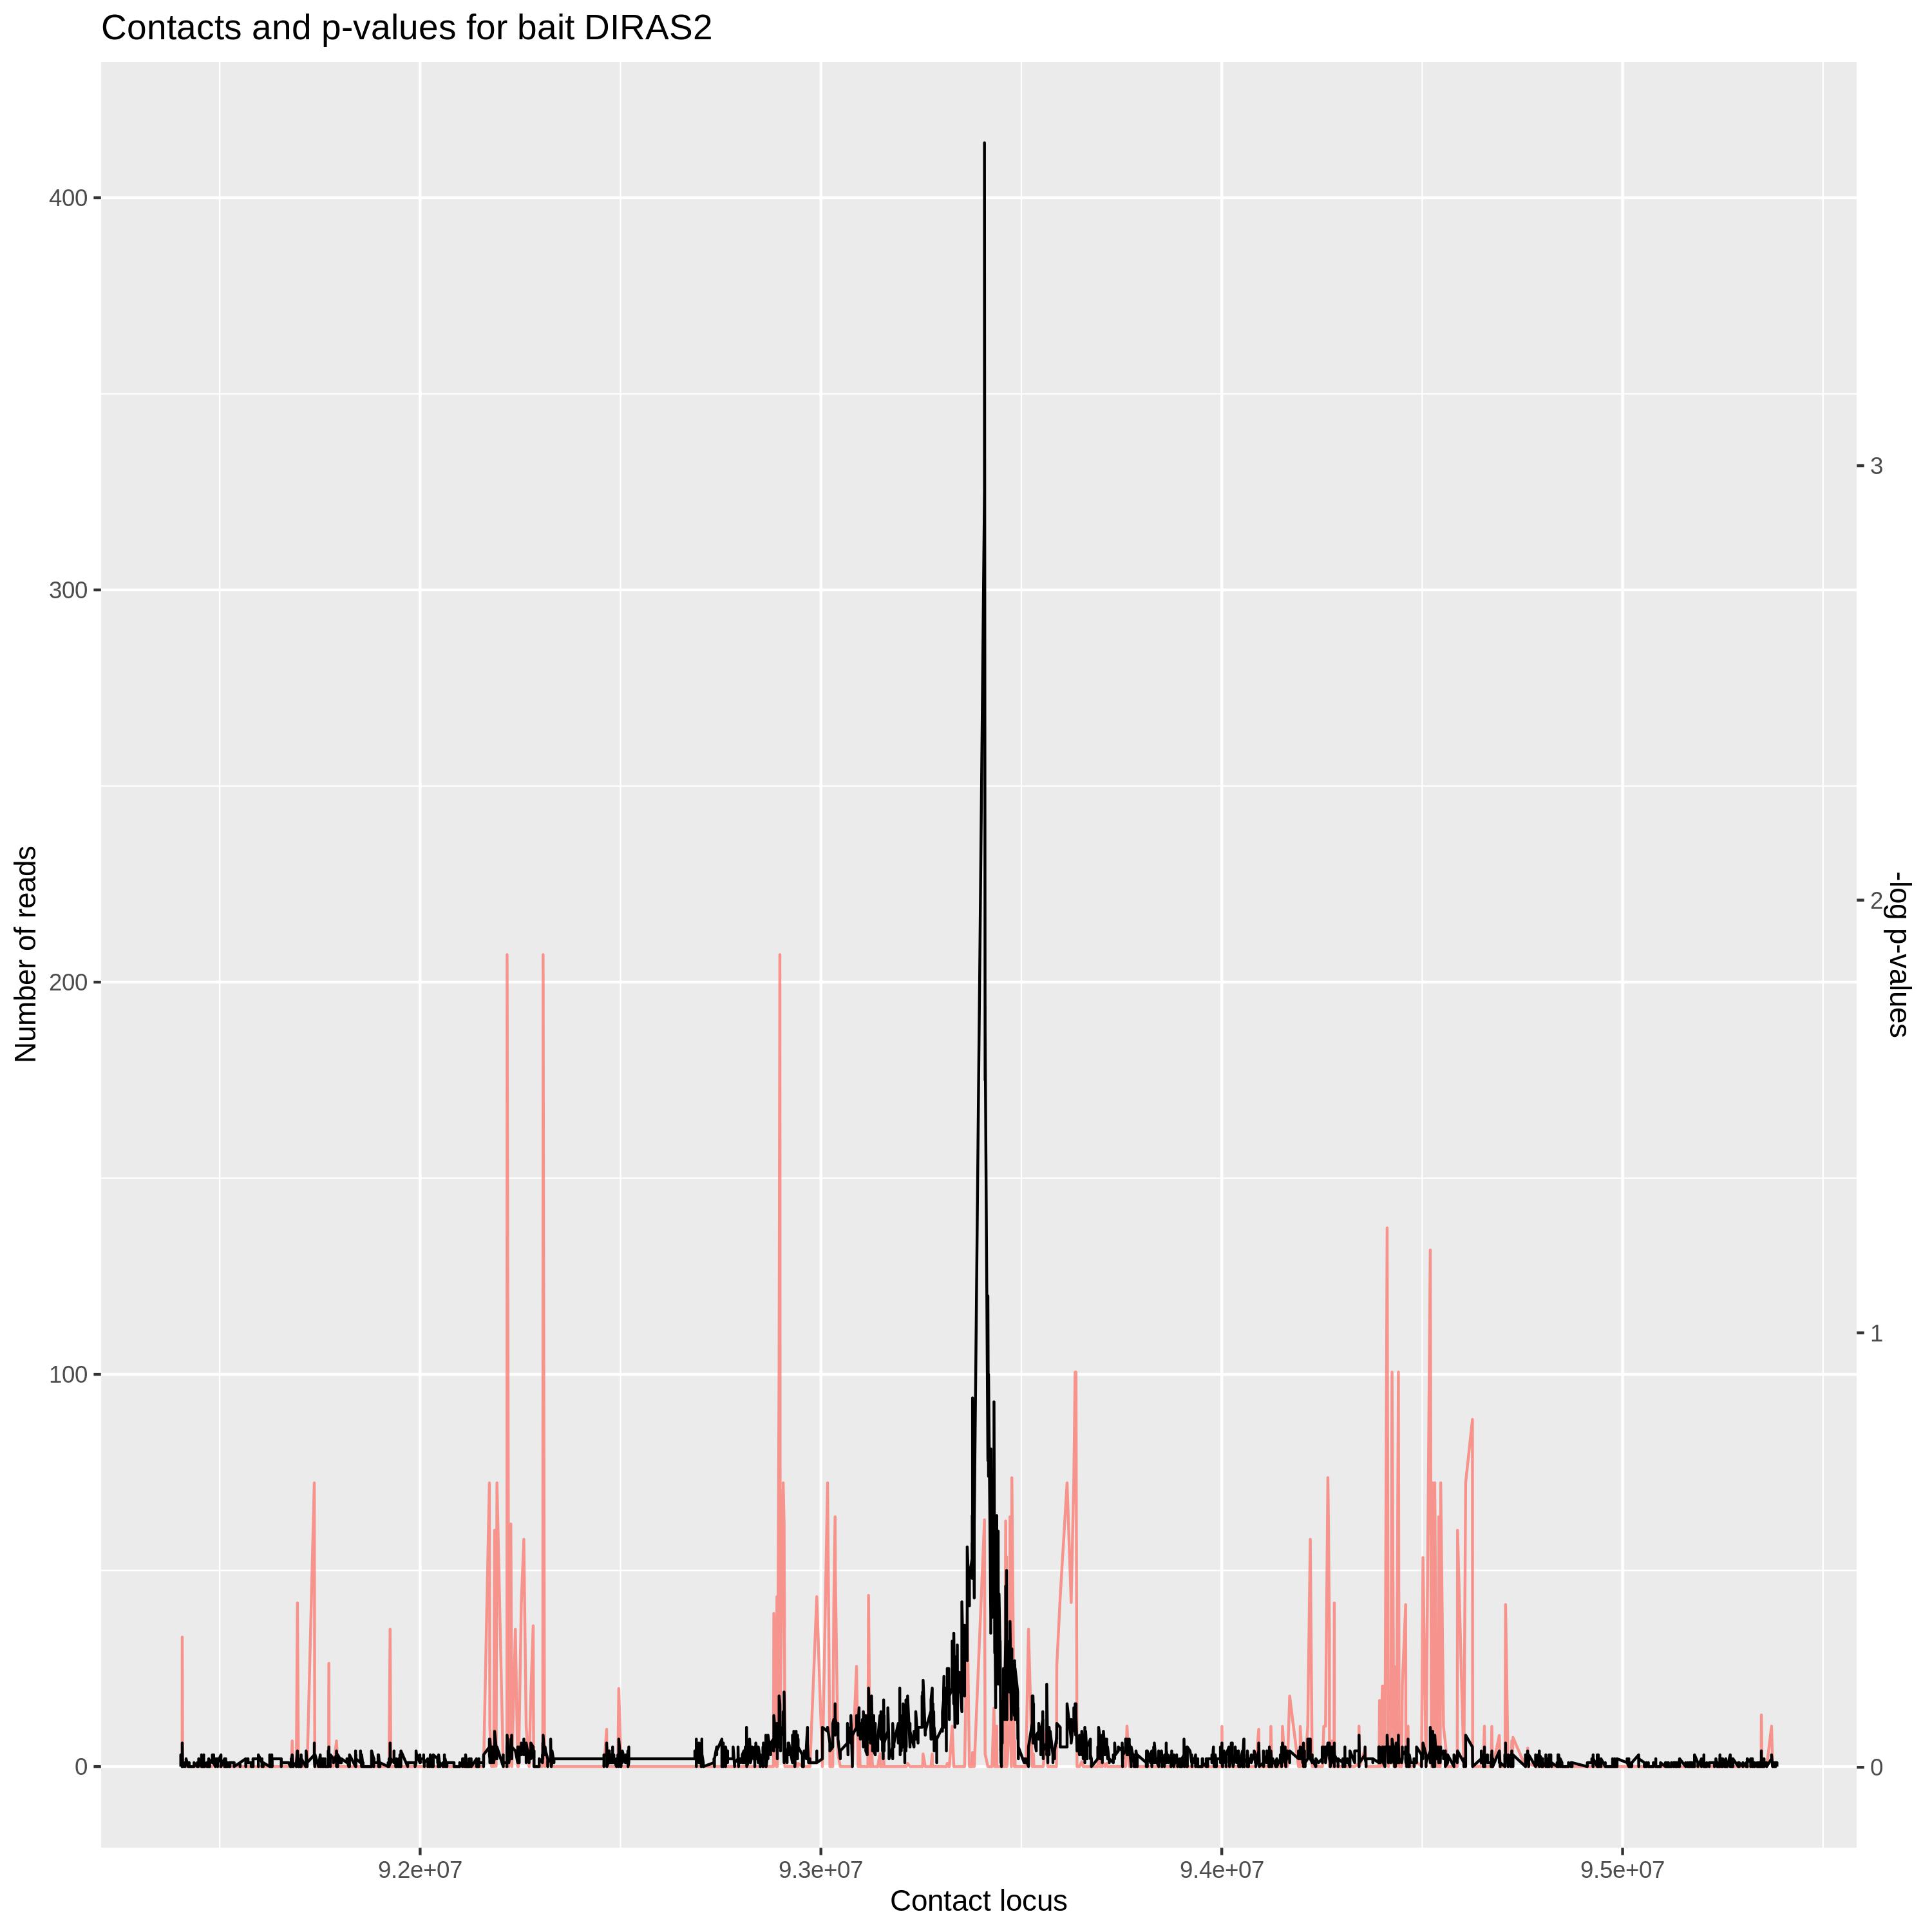 Contacts and p-values for bait DIRAS2
Number of reads
400
300
200
100
0
3
2
1
0
-log p-values
9.2e+07
9.3e+07
9.4e+07
9.5e+07
Contact locus